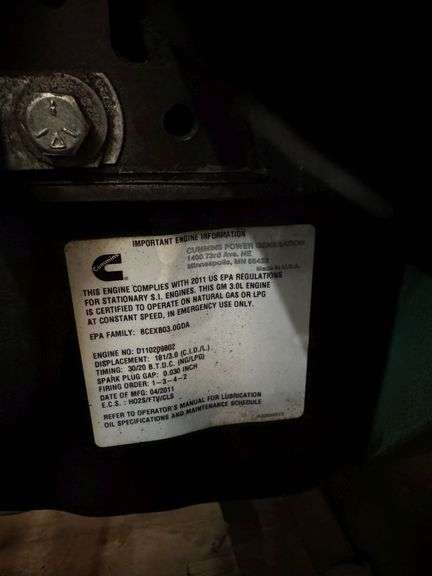 IMPORTANT ENGINE INFORMATION
CUMMINS POWER GENERATION
1400 73rd Ave. NE
Minneapolis, MN 55432
Made in U.S.A.
THIS ENGINE COMPLIES WITH 2011 US EPA REGULATIONS
FOR STATIONARY S.I. ENGINES. THIS GM 3.0L ENGINE
IS CERTIFIED TO OPERATE ON NATURAL GAS OR LPG
AT CONSTANT SPEED, IN EMERGENCY USE ONLY.
EPA FAMILY: BCEXB03.0GDA
ENGINE NO: D110209802
DISPLACEMENT: 181/3.0 (C.I.D./L.)
TIMING: 30/20 B.T.D.C. (NG/LPG)
SPARK PLUG GAP: 0.030 INCH
FIRING ORDER: 1-3-4-2
DATE OF MFG: 04/2011
E.C.S.: HO2S/FTV/CLS
REFER TO OPERATOR'S MANUAL FOR LUBRICATION
OIL SPECIFICATIONS AND MAINTENANCE SCHEDULE